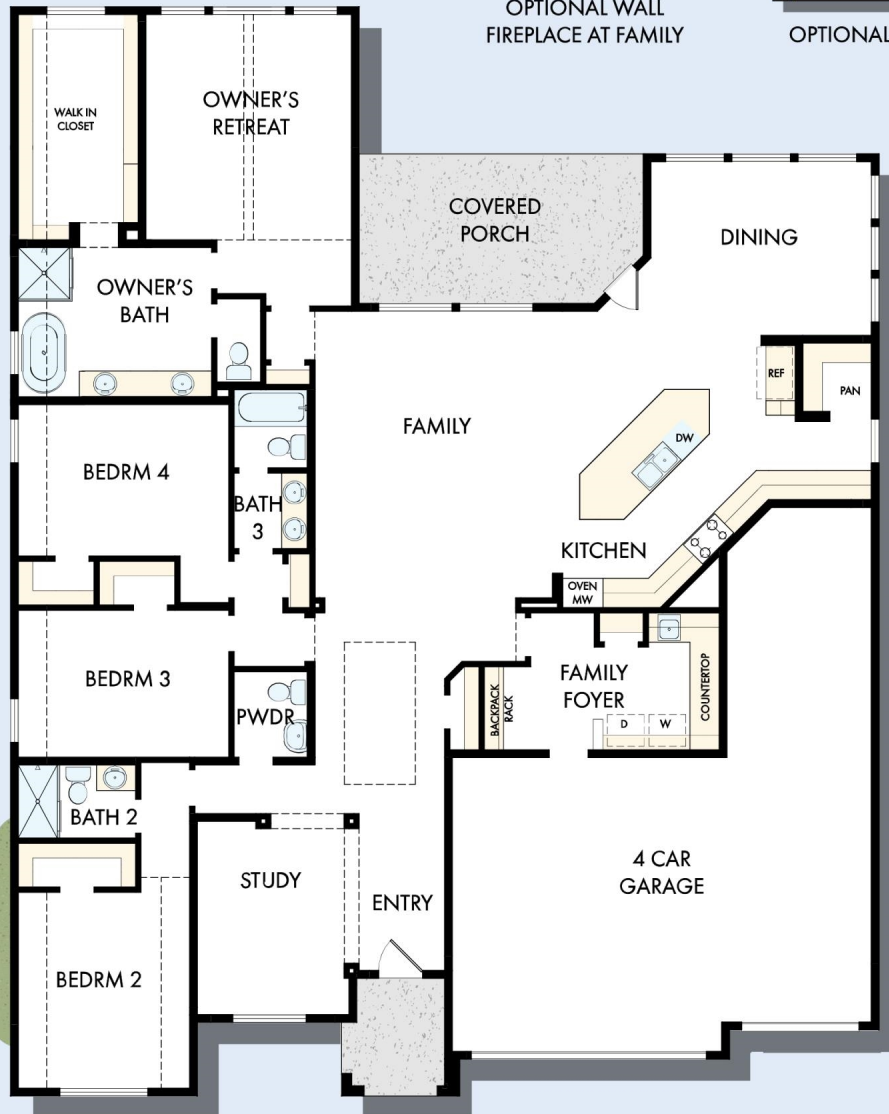 OPTIONAL WALL
FIREPLACE AT FAMILY
OPTIONAL
WALK IN
CLOSET
OWNER'S
RETREAT
COVERED
PORCH
DINING
OWNER'S
BATH
REF
PAN
FAMILY
DW
BEDRM 4
BATH
3
KITCHEN
OVEN
MW
BEDRM 3
FAMILY
FOYER
BACKPACK
RACK
COUNTERTOP
D
W
PWDR
BATH 2
STUDY
4 CAR
GARAGE
ENTRY
BEDRM 2